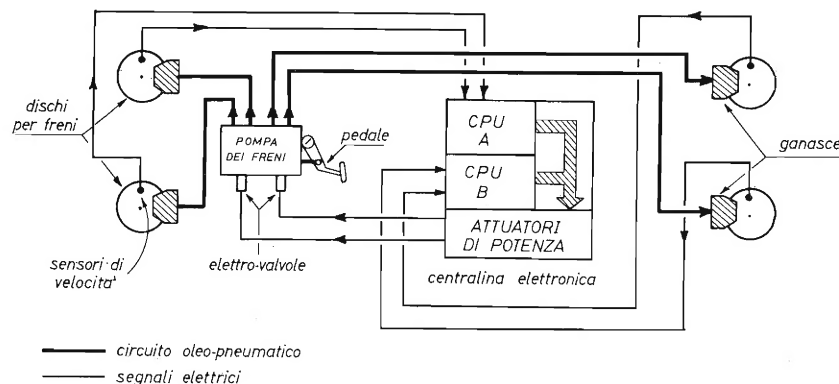 dischi
per freni
POMPA
DEI FRENI
pedale
CPU
A
CPU
B
ganasce
ATTUATORI
DI POTENZA
sensori di
velocità
elettro-valvole
centralina elettronica
circuito oleo-pneumatico
segnali elettrici